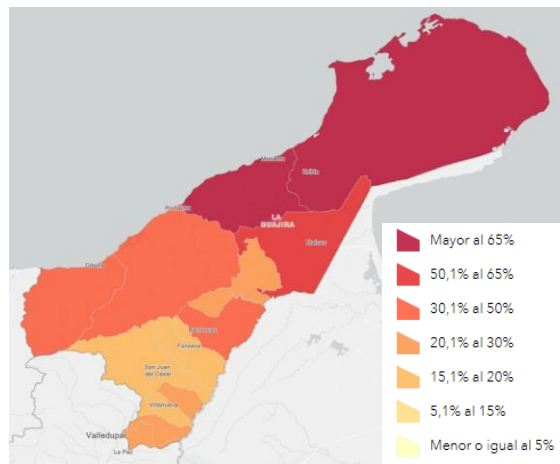 Manaure
Uribia
Riohacha
LA
GUAJIRA
Maicao
Dibulla
Barrancas
Fonseca
San Juan
del Cesar
Villanueva
Valledupar
La Paz
Mayor al 65%
50,1% al 65%
30,1% al 50%
20,1% al 30%
15,1% al 20%
5,1% al 15%
Menor o igual al 5%